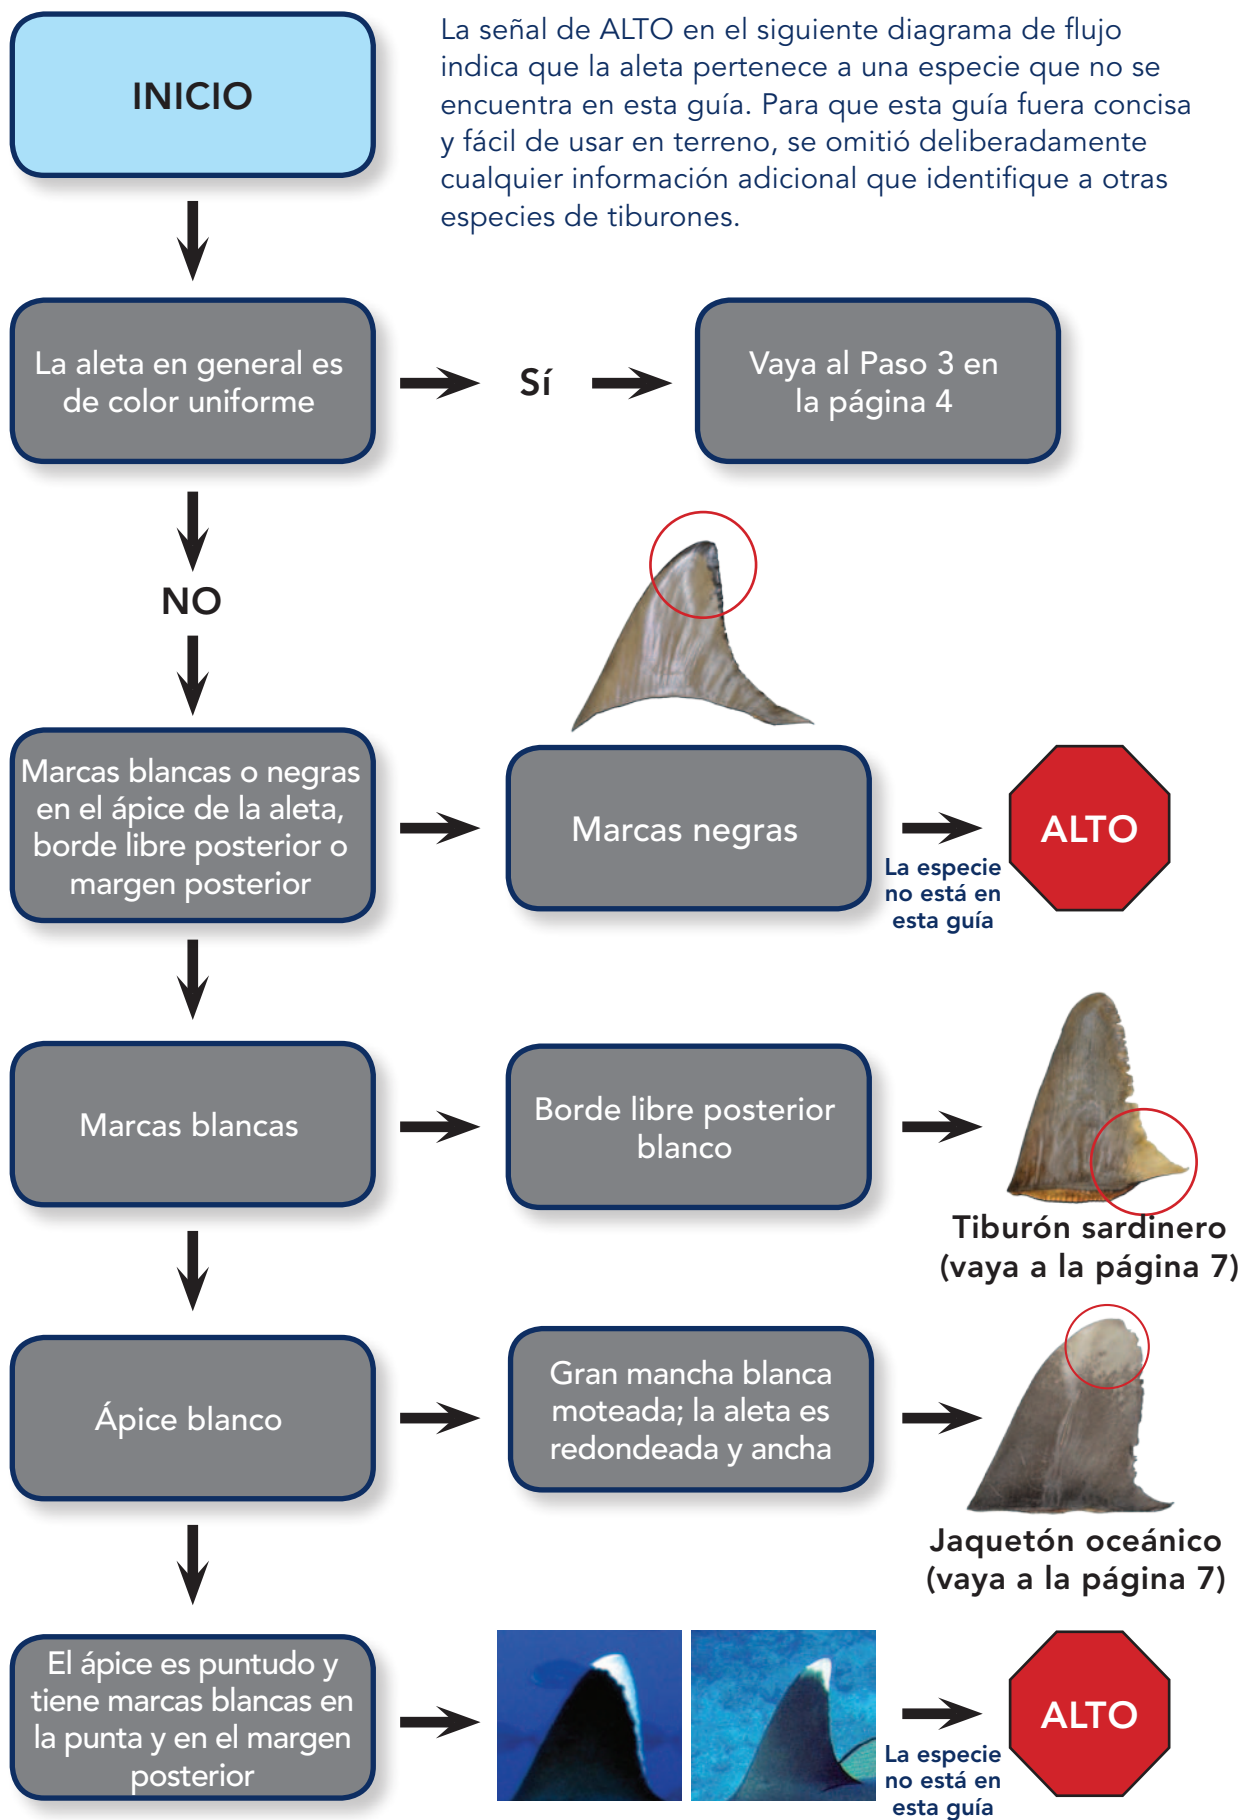 INICIO
La señal de ALTO en el siguiente diagrama de flujo
indica que la aleta pertenece a una especie que no se
encuentra en esta guía. Para que esta guía fuera concisa
y fácil de usar en terreno, se omitió deliberadamente
cualquier información adicional que identifique a otras
especies de tiburones.
La aleta en general es
de color uniforme
Sí
Vaya al Paso 3 en
la página 4
NO
Marcas blancas o negras
en el ápice de la aleta,
borde libre posterior o
margen posterior
Marcas negras
La especie
no está en
esta guía
ALTO
Marcas blancas
Borde libre posterior
blanco
Tiburón sardinero
(vaya a la página 7)
Ápice blanco
Gran mancha blanca
moteada; la aleta es
redondeada y ancha
Jaquetón oceánico
(vaya a la página 7)
El ápice es puntudo y
tiene marcas blancas en
la punta y en el margen
posterior
La especie
no está en
esta guía
ALTO